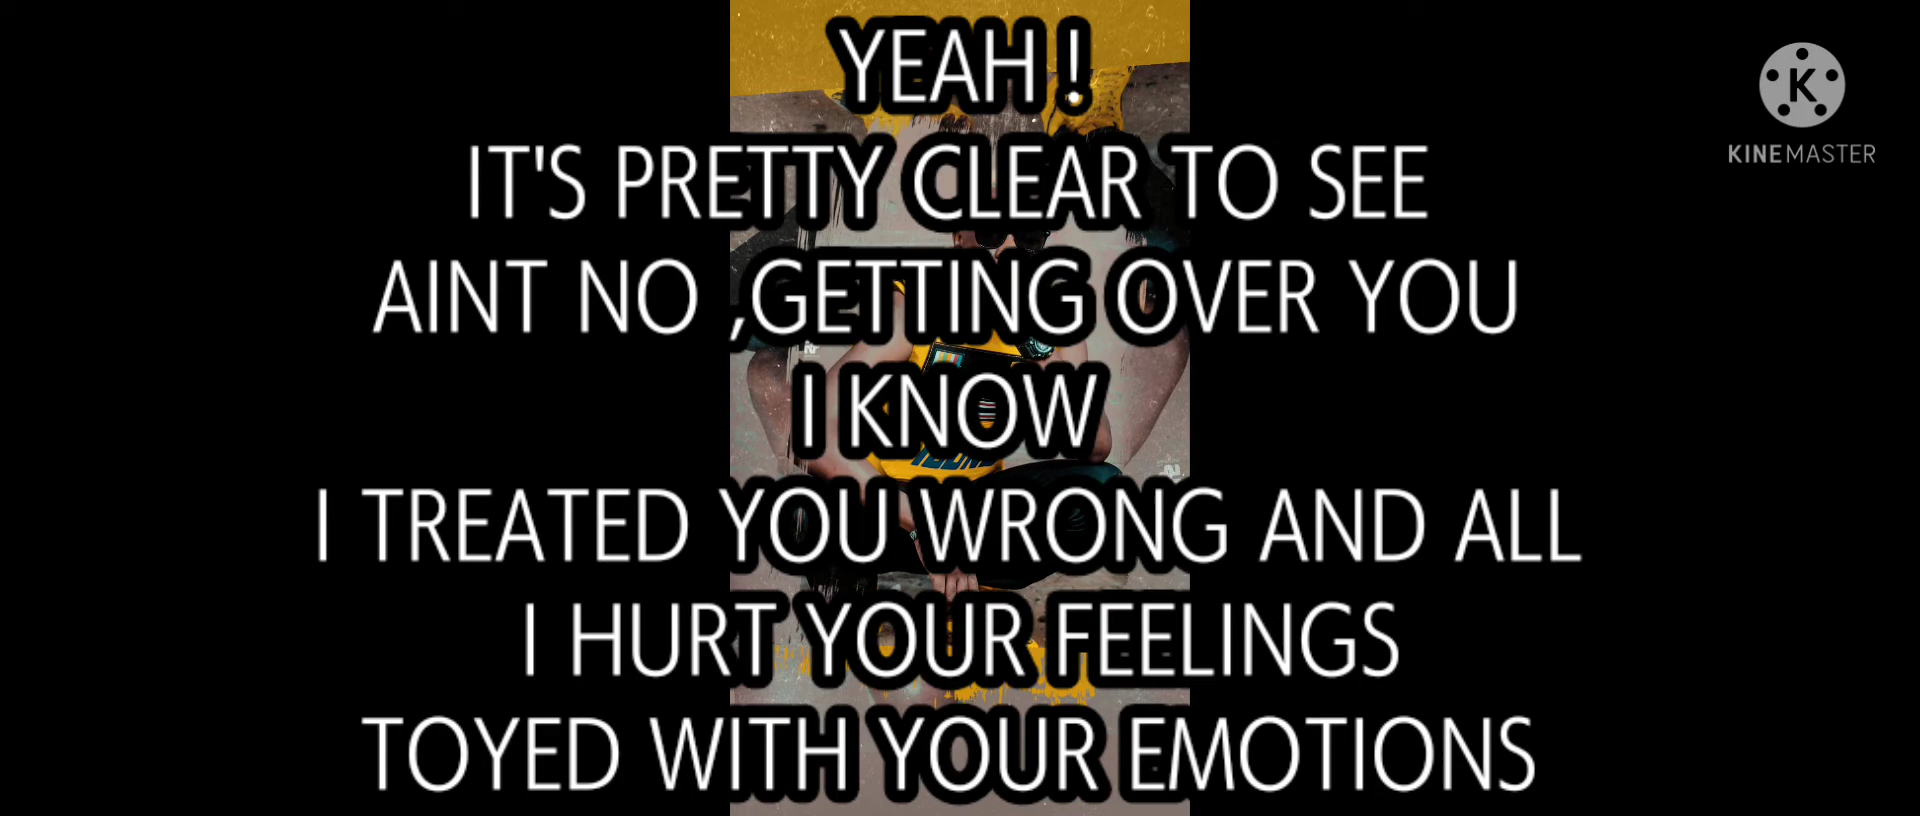 YEAH !
IT'S PRETTY CLEAR TO SEE
AINT NO ,GETTING OVER YOU
I KNOW
I TREATED YOU WRONG AND ALL
I HURT YOUR FEELINGS
TOYED WITH YOUR EMOTIONS
K
KINEMASTER